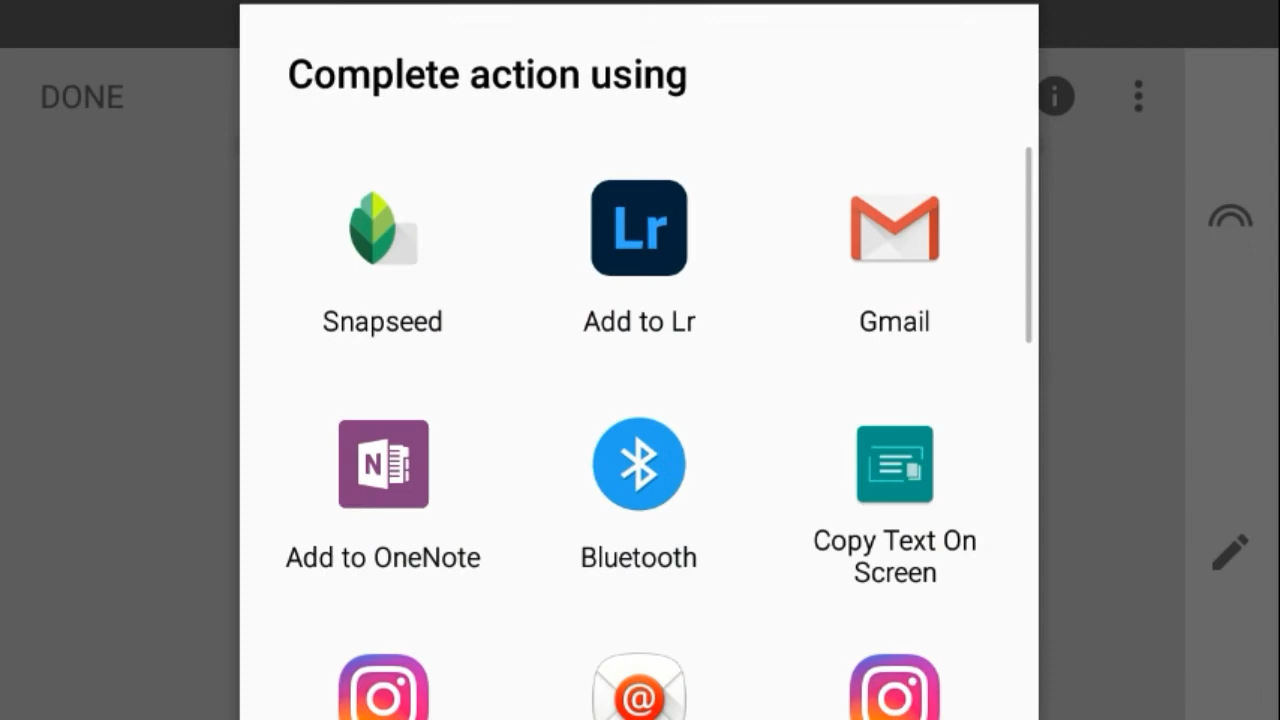 Complete action using
DONE
Lr
Snapseed
Add to Lr
Gmail
N
Add to OneNote
Bluetooth
Copy Text On
Screen
@